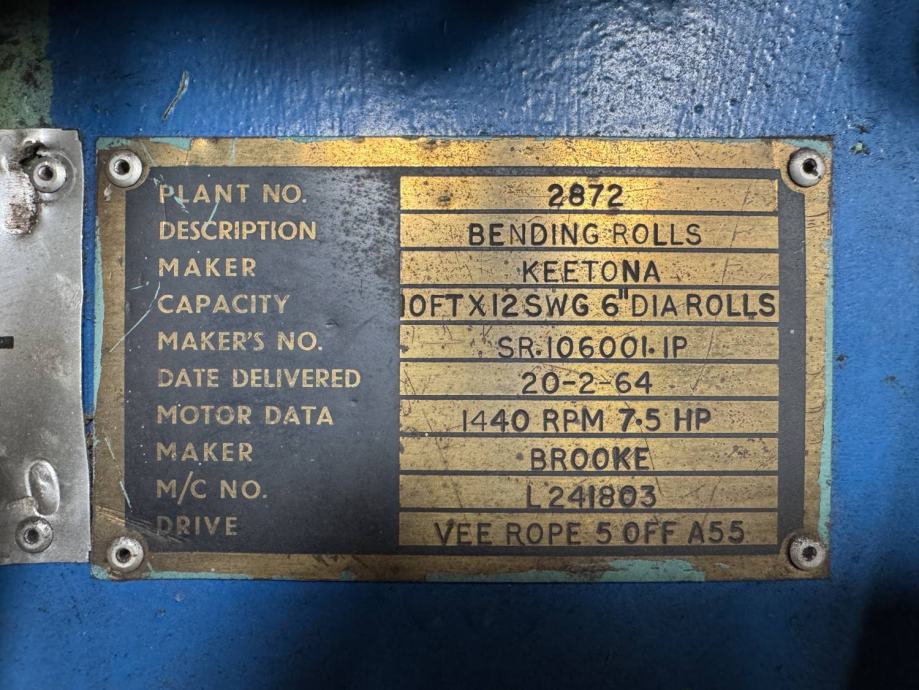 PLANT NO. 2872
DESCRIPTION BENDING ROLLS
MAKER KEETONA
CAPACITY 10FT X 12 SWG 6" DIA ROLLS
MAKER'S NO. SR.106001.1P
DATE DELIVERED 20-2-64
MOTOR DATA 1440 RPM 7.5 HP
MAKER BROOKE
M/C NO. L241803
DRIVE VEE ROPE 5 OFF A55